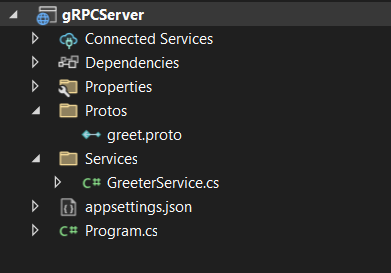 gRPCServer
Connected Services
Dependencies
Properties
Protos
greet.proto
Services
C# GreeterService.cs
appsettings.json
C# Program.cs